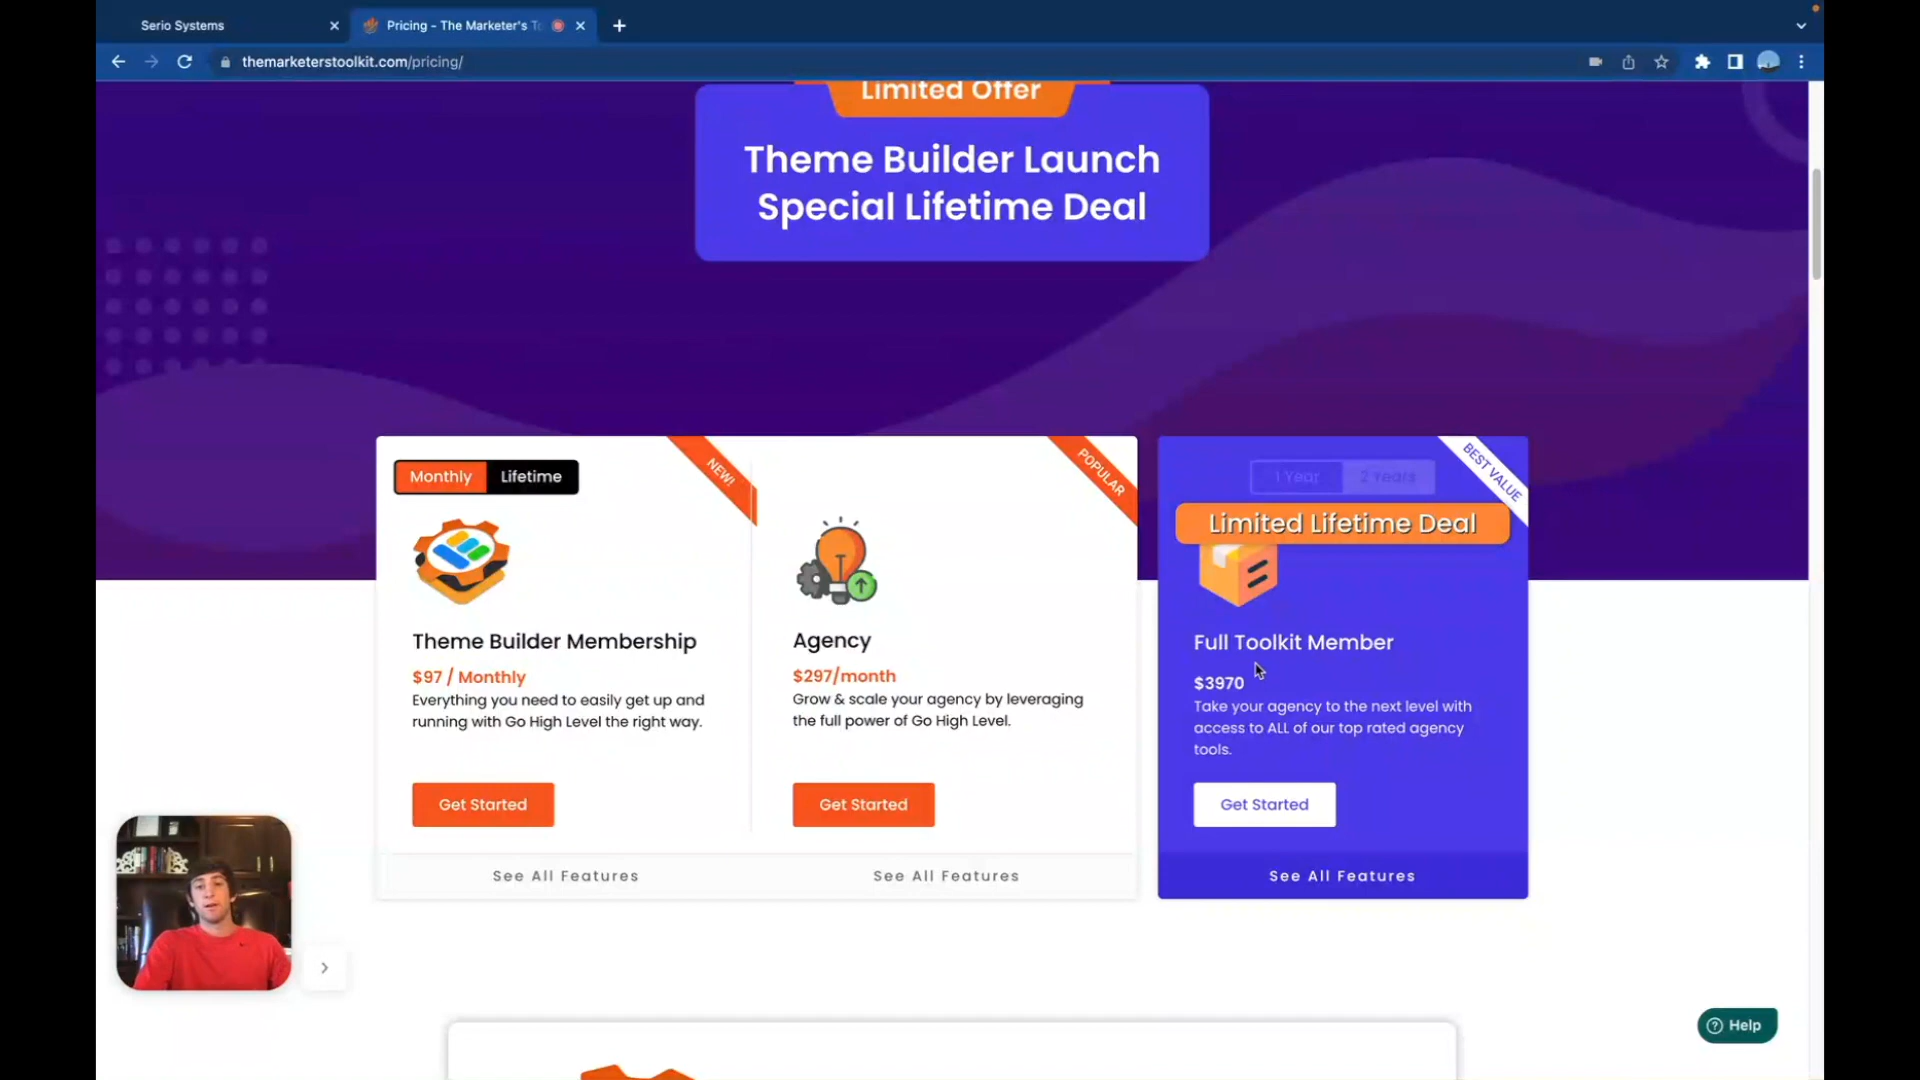 Serio Systems
Pricing - The Marketer's To
themarketerstoolkit.com/pricing/
Limited Offer
Theme Builder Launch
Special Lifetime Deal
Monthly
Lifetime
NEW!
Theme Builder Membership
$97 / Monthly
Everything you need to easily get up and
running with Go High Level the right way.
Get Started
See All Features
POPULAR
Agency
$297/month
Grow & scale your agency by leveraging
the full power of Go High Level.
Get Started
See All Features
1 Year
2 Years
BEST VALUE
Limited Lifetime Deal
Full Toolkit Member
$3970
Take your agency to the next level with
access to ALL of our top rated agency
tools.
Get Started
See All Features
Help